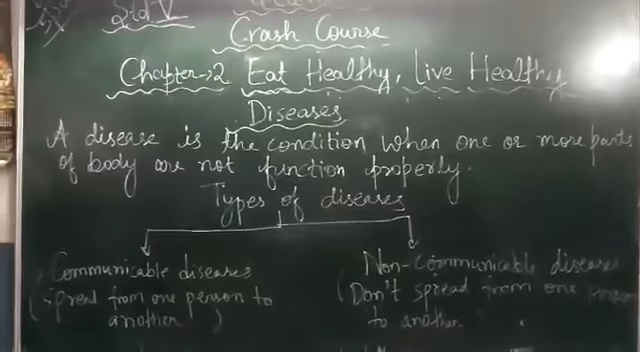 Std V
Crash Course
Chapter→2 Eat Healthy, Live Healthy
Diseases
A disease is the condition when one or more parts
of body are not function properly.
Types of diseases
Communicable diseases
(spread from one person to
another)
Non-communicable diseases
(Don't spread from one person
to another